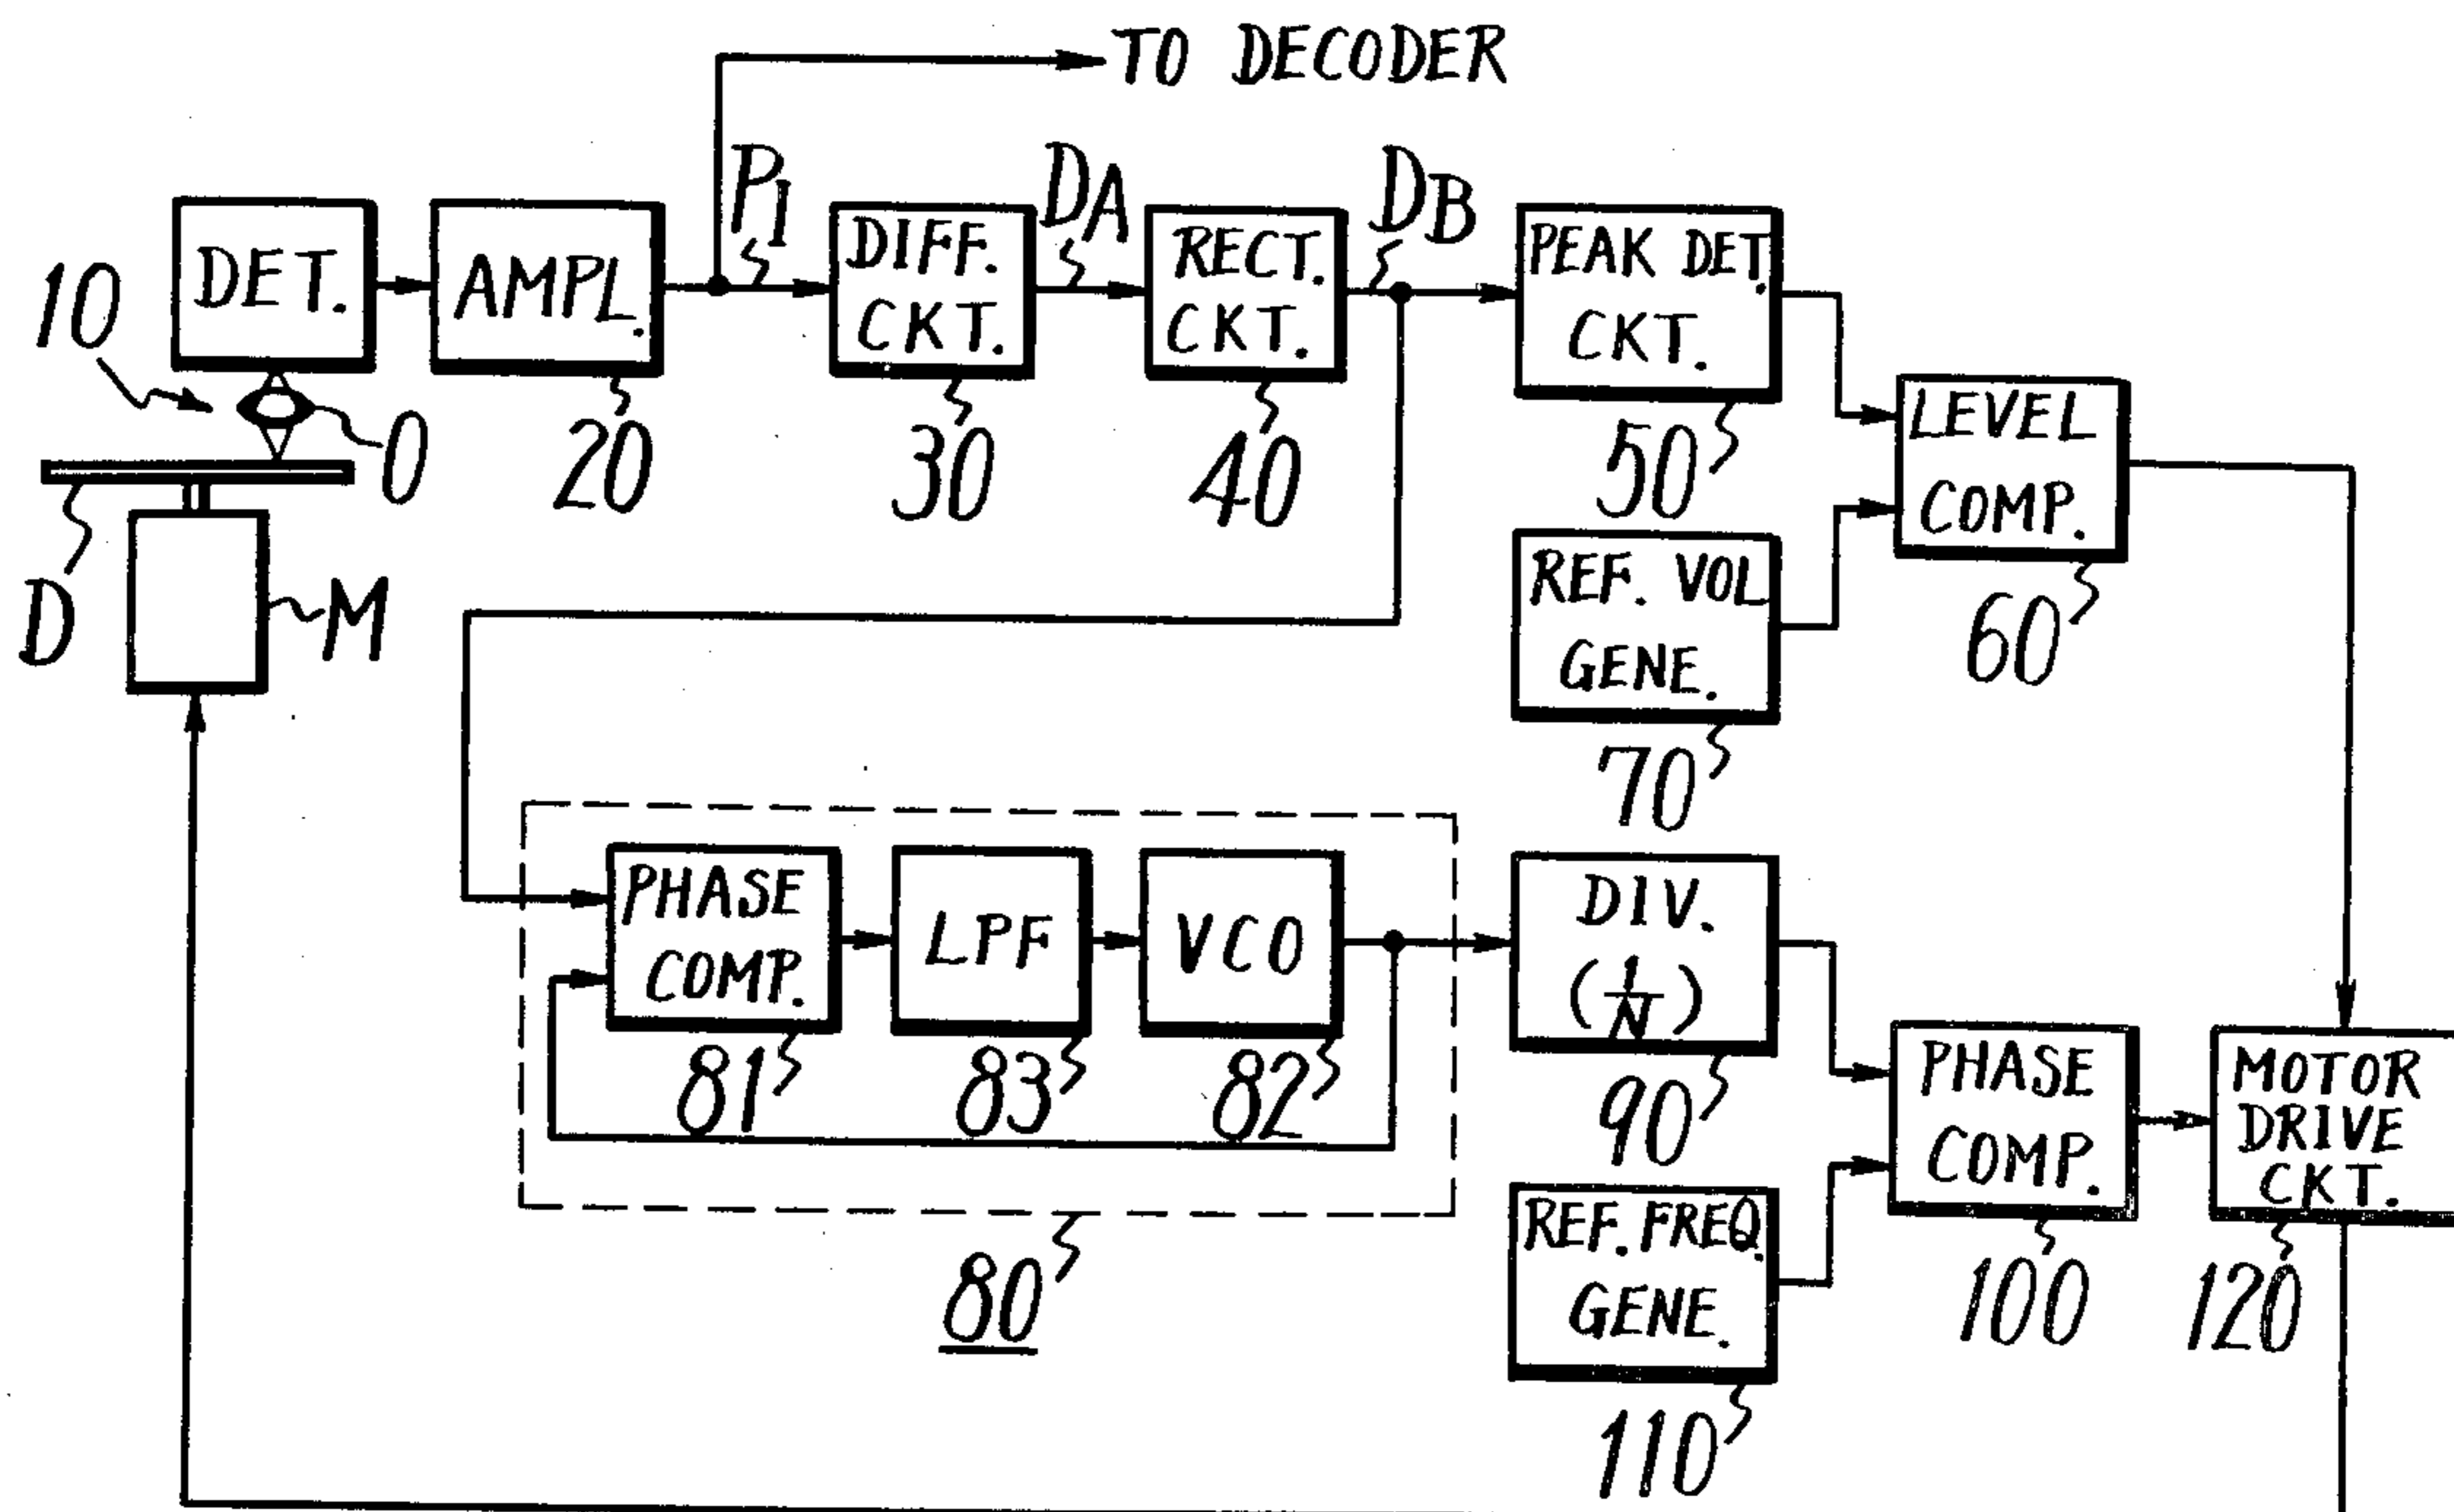 TO DECODER
P1
DA
DB
DET.
AMPL.
DIFF.
CKT.
RECT.
CKT.
PEAK DET.
CKT.
10
O
20
30
40
50
LEVEL
COMP.
60
D
M
REF. VOL
GENE.
70
PHASE
COMP.
81
LPF
83
VCO
82
80
DIV.
(1/N)
90
PHASE
COMP.
100
MOTOR
DRIVE
CKT.
120
REF. FREQ.
GENE.
110